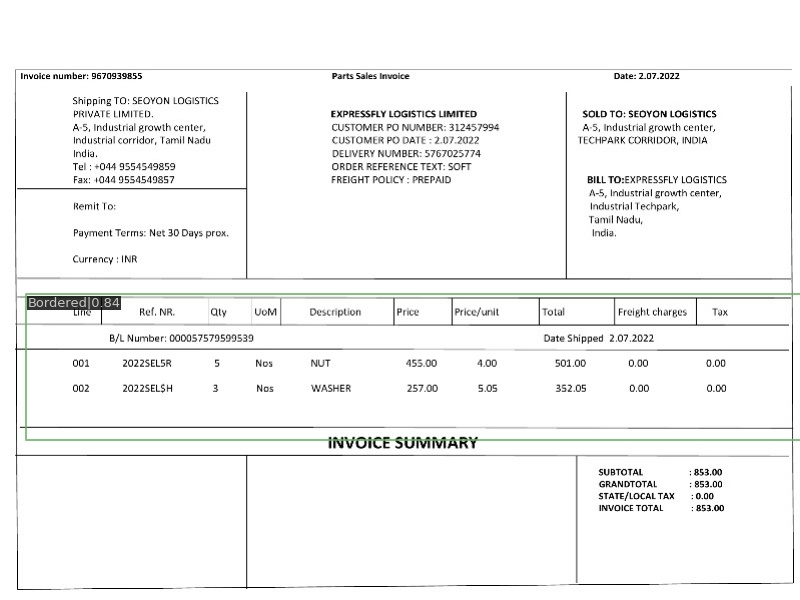 Invoice number: 9670939855 Parts Sales Invoice Date: 2.07.2022
Shipping TO: SEOYON LOGISTICS
PRIVATE LIMITED.
A-5, Industrial growth center,
Industrial corridor, Tamil Nadu
India.
Tel : +044 9554549859
Fax: +044 9554549857
Remit To:
Payment Terms: Net 30 Days prox.
Currency : INR
EXPRESSFLY LOGISTICS LIMITED
CUSTOMER PO NUMBER: 312457994
CUSTOMER PO DATE : 2.07.2022
DELIVERY NUMBER: 5767025774
ORDER REFERENCE TEXT: SOFT
FREIGHT POLICY : PREPAID
SOLD TO: SEOYON LOGISTICS
A-5, Industrial growth center,
TECHPARK CORRIDOR, INDIA
BILL TO:EXPRESSFLY LOGISTICS
A-5, Industrial growth center,
Industrial Techpark,
Tamil Nadu,
India.
Bordered|0.84
Line Ref. NR. Qty UoM Description Price Price/unit Total Freight charges Tax
B/L Number: 000057579599539 Date Shipped 2.07.2022
001 2022SEL5R 5 Nos NUT 455.00 4.00 501.00 0.00 0.00
002 2022SEL$H 3 Nos WASHER 257.00 5.05 352.05 0.00 0.00
INVOICE SUMMARY
SUBTOTAL : 853.00
GRANDTOTAL : 853.00
STATE/LOCAL TAX : 0.00
INVOICE TOTAL : 853.00